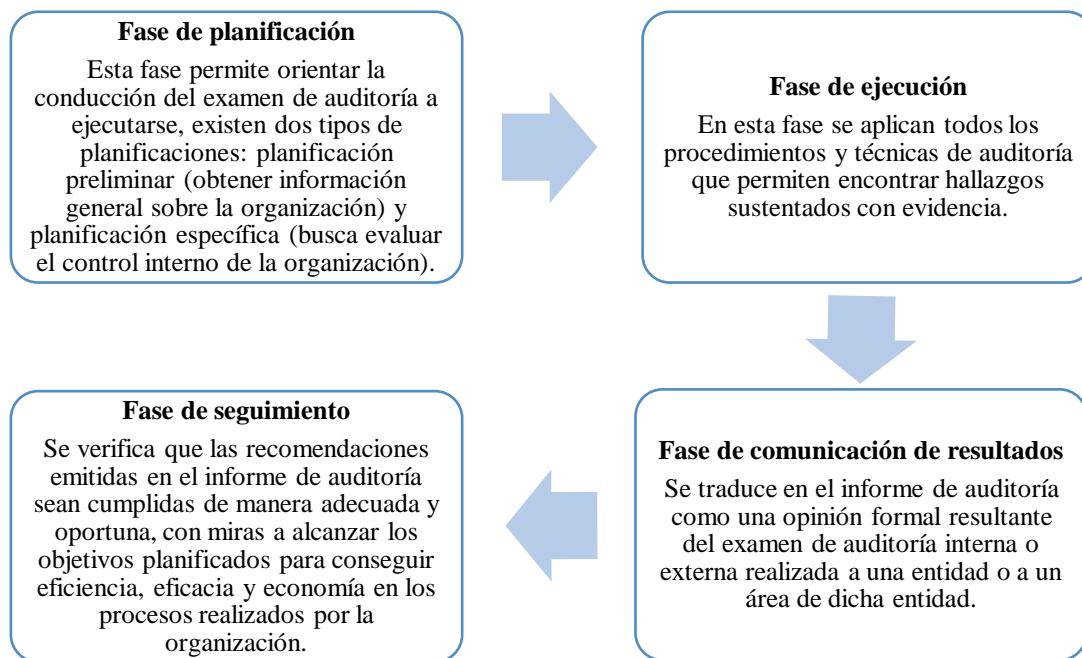 Fase de planificación
Esta fase permite orientar la
conducción del examen de auditoría a
ejecutarse, existen dos tipos de
planificaciones: planificación
preliminar (obtener información
general sobre la organización) y
planificación específica (busca evaluar
el control interno de la organización).
Fase de ejecución
En esta fase se aplican todos los
procedimientos y técnicas de auditoría
que permiten encontrar hallazgos
sustentados con evidencia.
Fase de comunicación de resultados
Se traduce en el informe de auditoría
como una opinión formal resultante
del examen de auditoría interna o
externa realizada a una entidad o a un
área de dicha entidad.
Fase de seguimiento
Se verifica que las recomendaciones
emitidas en el informe de auditoría
sean cumplidas de manera adecuada y
oportuna, con miras a alcanzar los
objetivos planificados para conseguir
eficiencia, eficacia y economía en los
procesos realizados por la
organización.